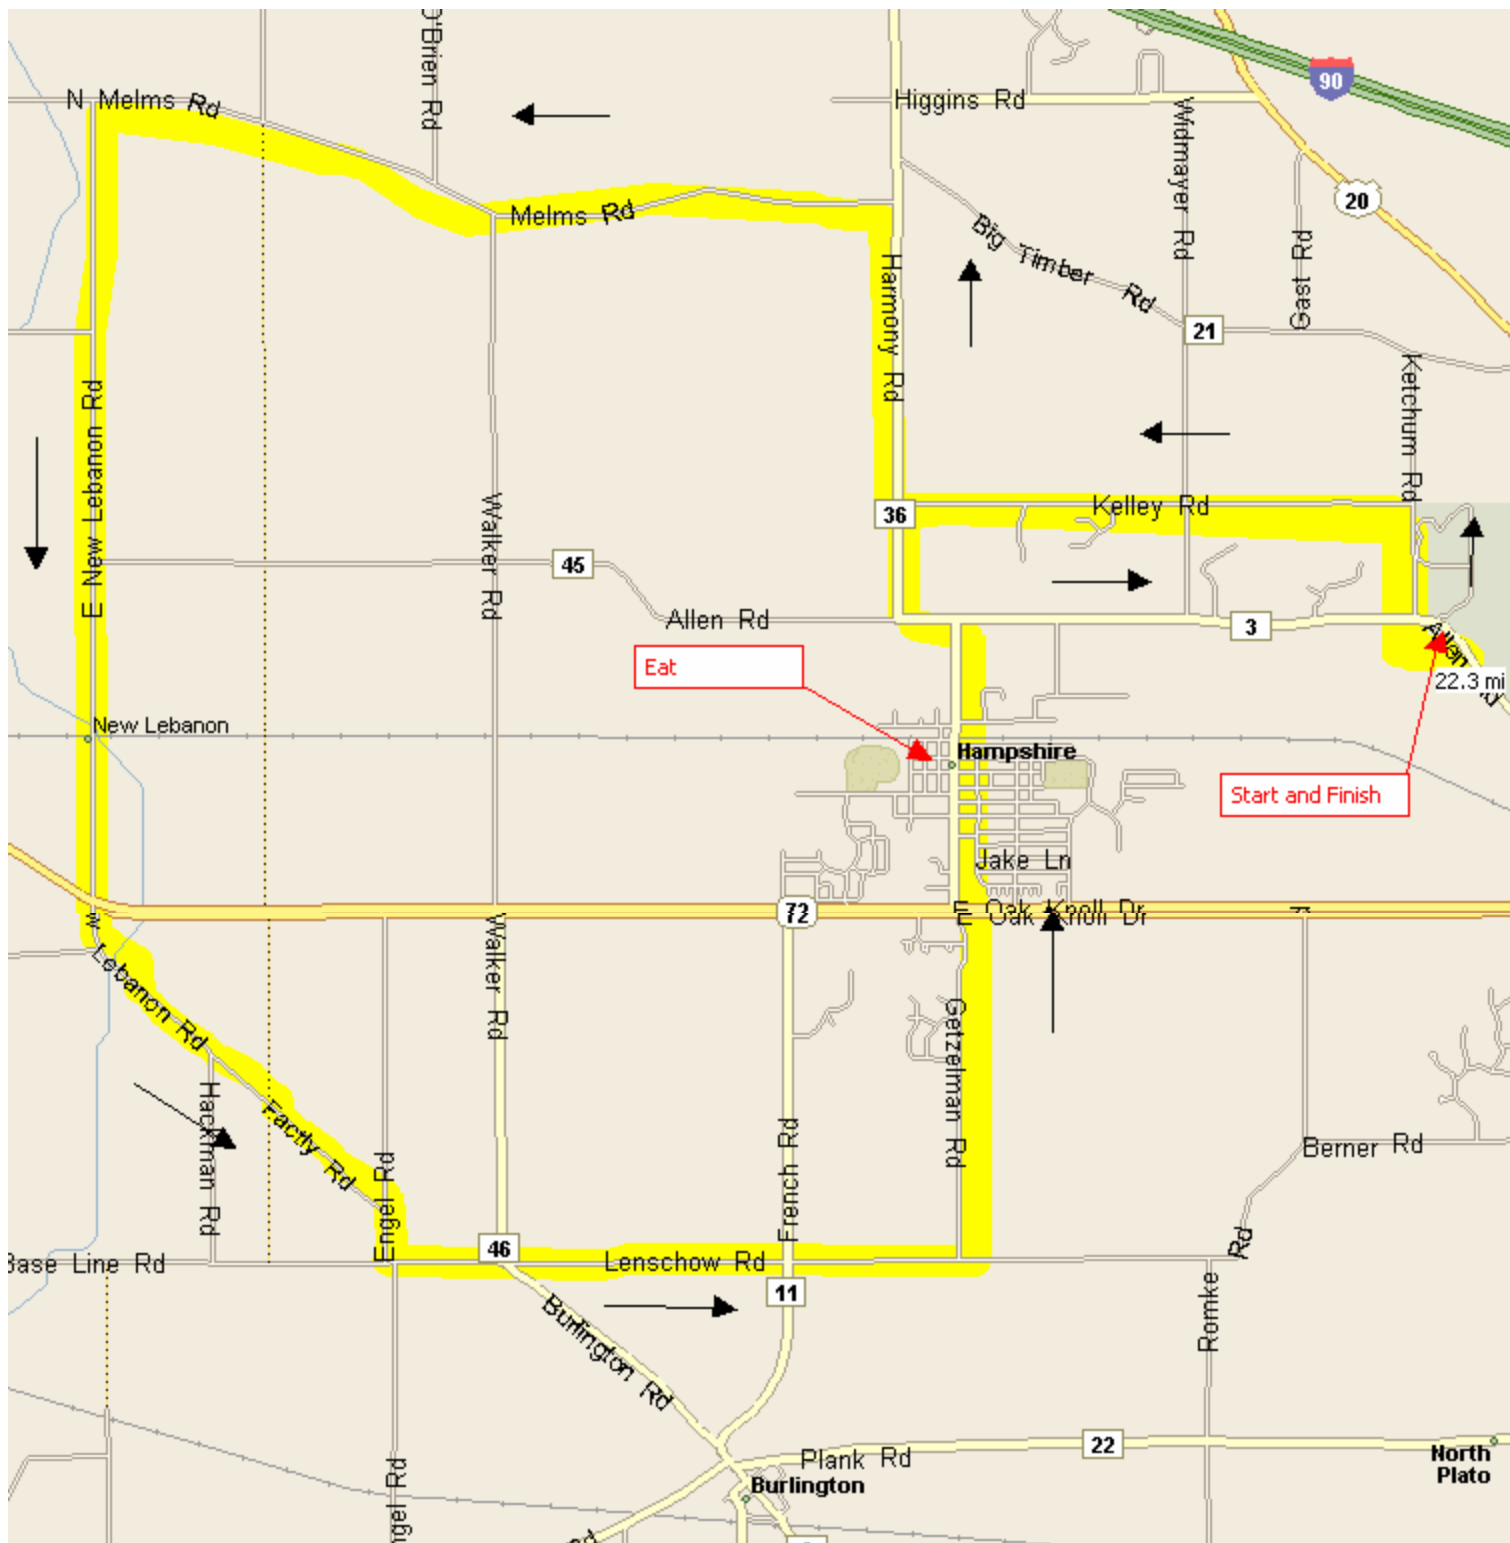 O'Brien Rd
90
N Melms Rd
Higgins Rd
Widmayer Rd
20
Melms Rd
Big Timber Rd
Gast Rd
Harmony Rd
21
Ketchum Rd
E New Lebanon Rd
Walker Rd
36
Kelley Rd
45
Allen Rd
3
Allen Rd
Eat
22.3 mi
New Lebanon
Hampshire
Start and Finish
Jake Ln
72
E Oak Knoll Dr
W Lebanon Rd
Walker Rd
Getzelman Rd
Hackman Rd
Factly Rd
French Rd
Engel Rd
Berner Rd
Rd
46
Base Line Rd
Lenschow Rd
11
Romke
Burlington Rd
22
Plank Rd
North
Plato
Burlington
ngel Rd
Rd